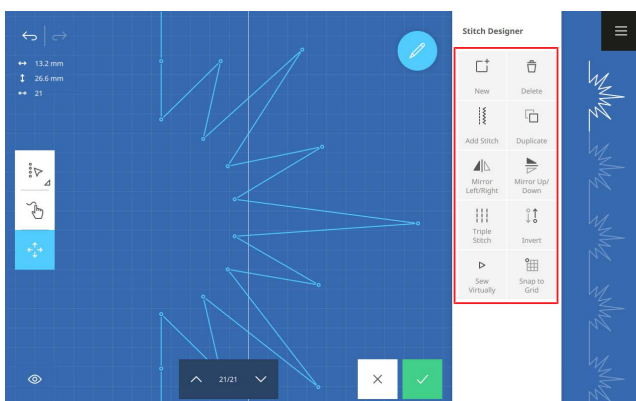 Stitch Designer
13.2 mm
26.6 mm
21
New
Delete
Add Stitch
Duplicate
Mirror
Left/Right
Mirror Up/
Down
Triple
Stitch
Invert
Sew
Virtually
Snap to
Grid
21/21